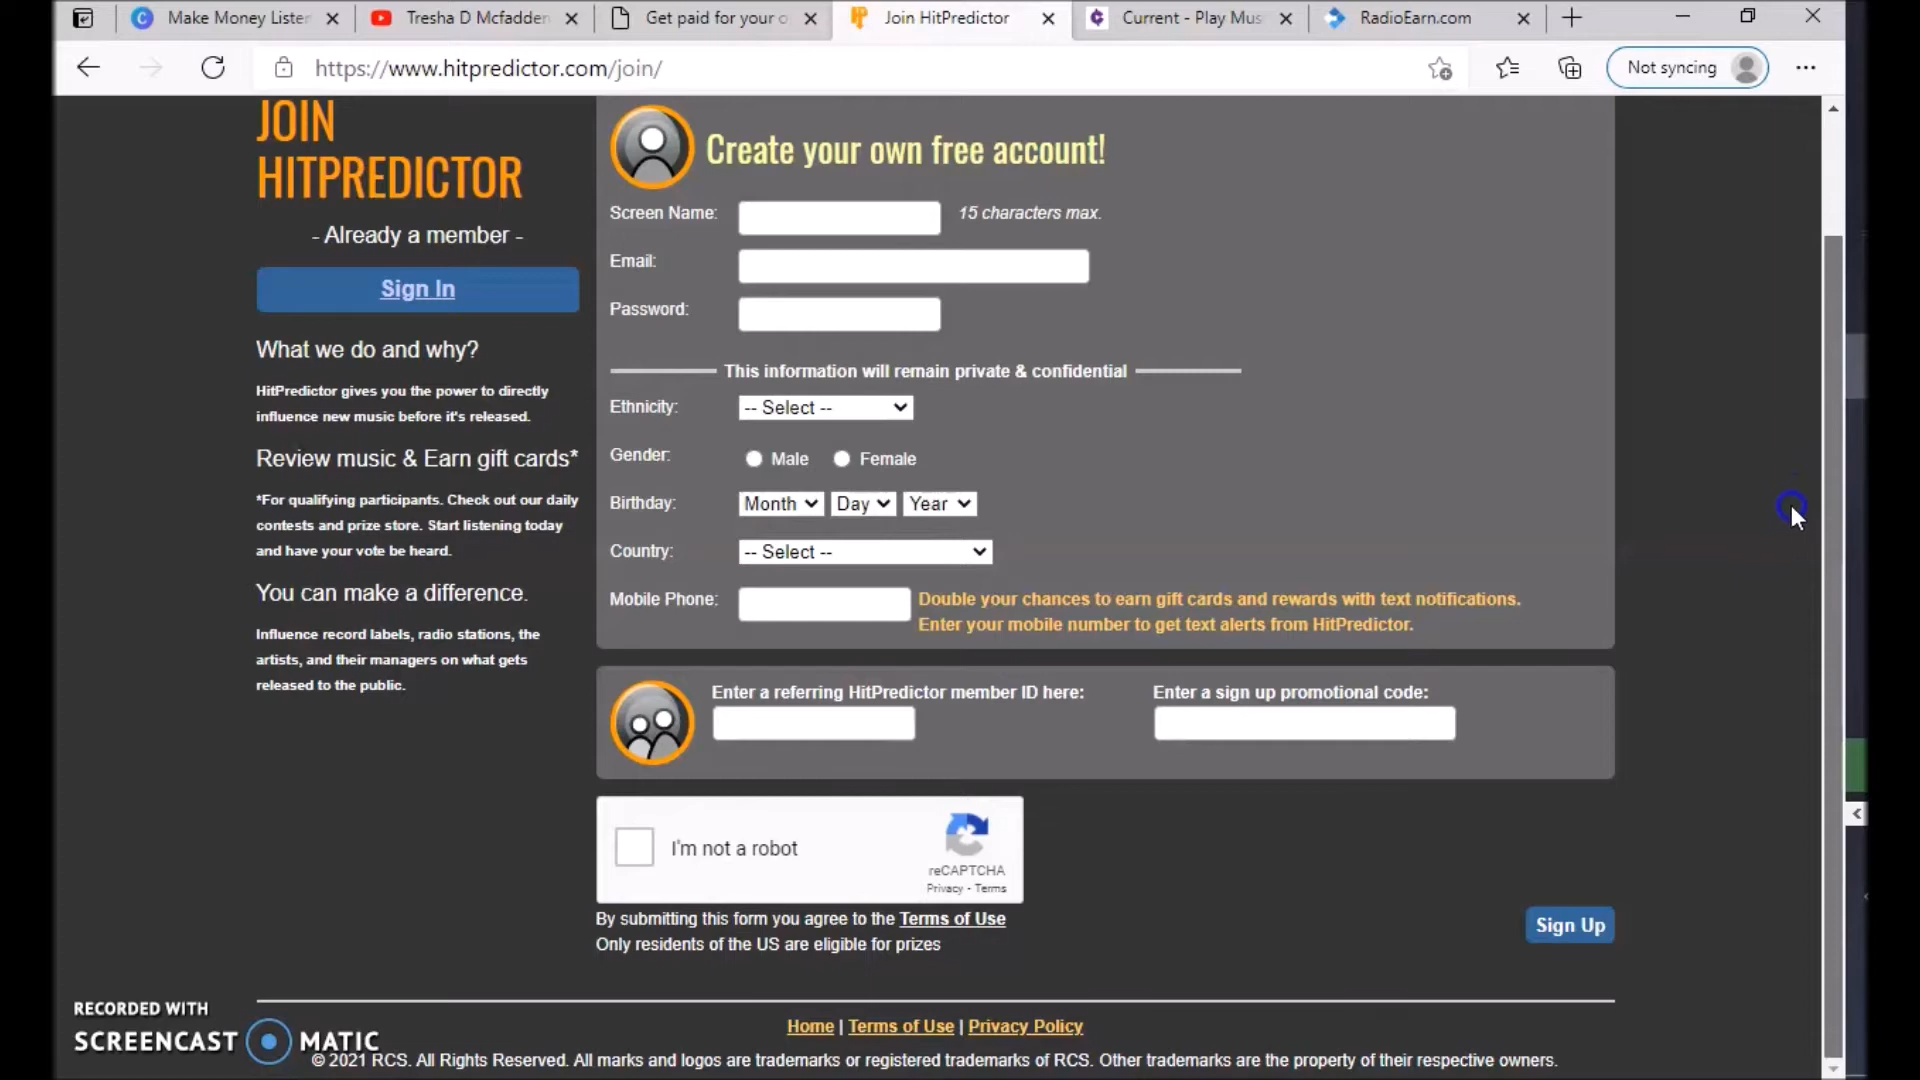 Make Money Lister
Tresha D Mcfadden
Get paid for your o
Join HitPredictor
Current - Play Mus
RadioEarn.com
https://www.hitpredictor.com/join/
Not syncing
JOIN
HITPREDICTOR
- Already a member -
Sign In
What we do and why?
HitPredictor gives you the power to directly
influence new music before it's released.
Review music & Earn gift cards*
*For qualifying participants. Check out our daily
contests and prize store. Start listening today
and have your vote be heard.
You can make a difference.
Influence record labels, radio stations, the
artists, and their managers on what gets
released to the public.
Create your own free account!
Screen Name: 15 characters max.
Email:
Password:
This information will remain private & confidential
Ethnicity: -- Select --
Gender: Male Female
Birthday: Month Day Year
Country: -- Select --
Mobile Phone: Double your chances to earn gift cards and rewards with text notifications.
Enter your mobile number to get text alerts from HitPredictor.
Enter a referring HitPredictor member ID here: Enter a sign up promotional code:
I'm not a robot
reCAPTCHA
Privacy - Terms
By submitting this form you agree to the Terms of Use
Only residents of the US are eligible for prizes
Sign Up
Home | Terms of Use | Privacy Policy
© 2021 RCS. All Rights Reserved. All marks and logos are trademarks or registered trademarks of RCS. Other trademarks are the property of their respective owners.
RECORDED WITH
SCREENCAST MATIC